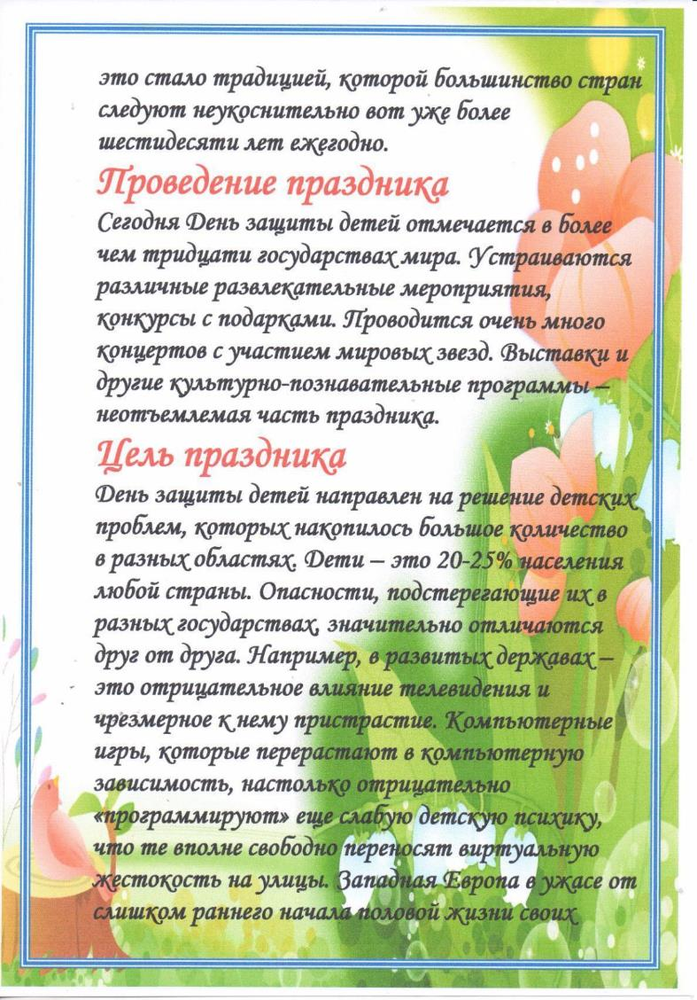 это стало традицией, которой большинство стран
следуют неукоснительно вот уже более
шестидесяти лет ежегодно.
Проведение праздника
Сегодня День защиты детей отмечается в более
чем тридцати государствах мира. Устраиваются
различные развлекательные мероприятия,
конкурсы с подарками. Проводится очень много
концертов с участием мировых звезд. Выставки и
другие культурно-познавательные программы –
неотъемлемая часть праздника.
Цель праздника
День защиты детей направлен на решение детских
проблем, которых накопилось большое количество
в разных областях. Дети – это 20-25% населения
любой страны. Опасности, подстерегающие их в
разных государствах, значительно отличаются
друг от друга. Например, в развитых державах –
это отрицательное влияние телевидения и
чрезмерное к нему пристрастие. Компьютерные
игры, которые перерастают в компьютерную
зависимость, настолько отрицательно
«программируют» еще слабую детскую психику,
что те вполне свободно переносят виртуальную
жестокость на улицы. Западная Европа в ужасе от
слишком раннего начала половой жизни своих